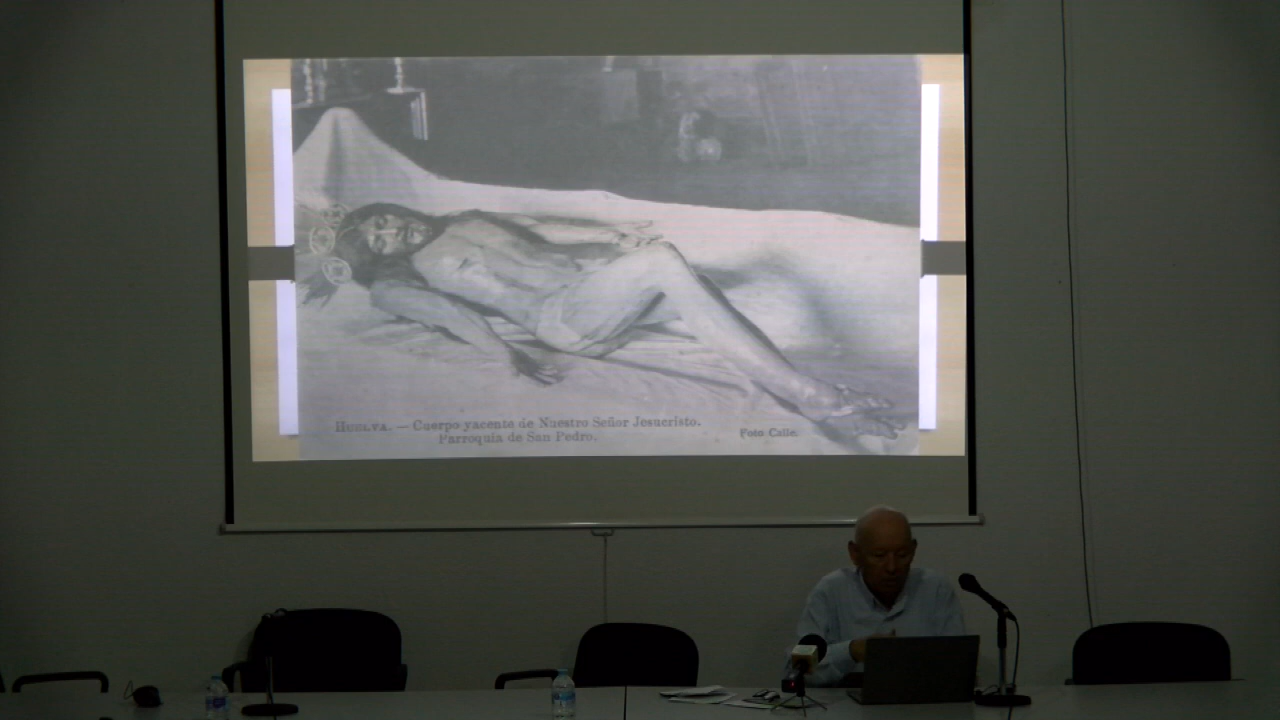 HUELVA. — Cuerpo yacente de Nuestro Señor Jesucristo.
Parroquia de San Pedro.
Foto Calle.